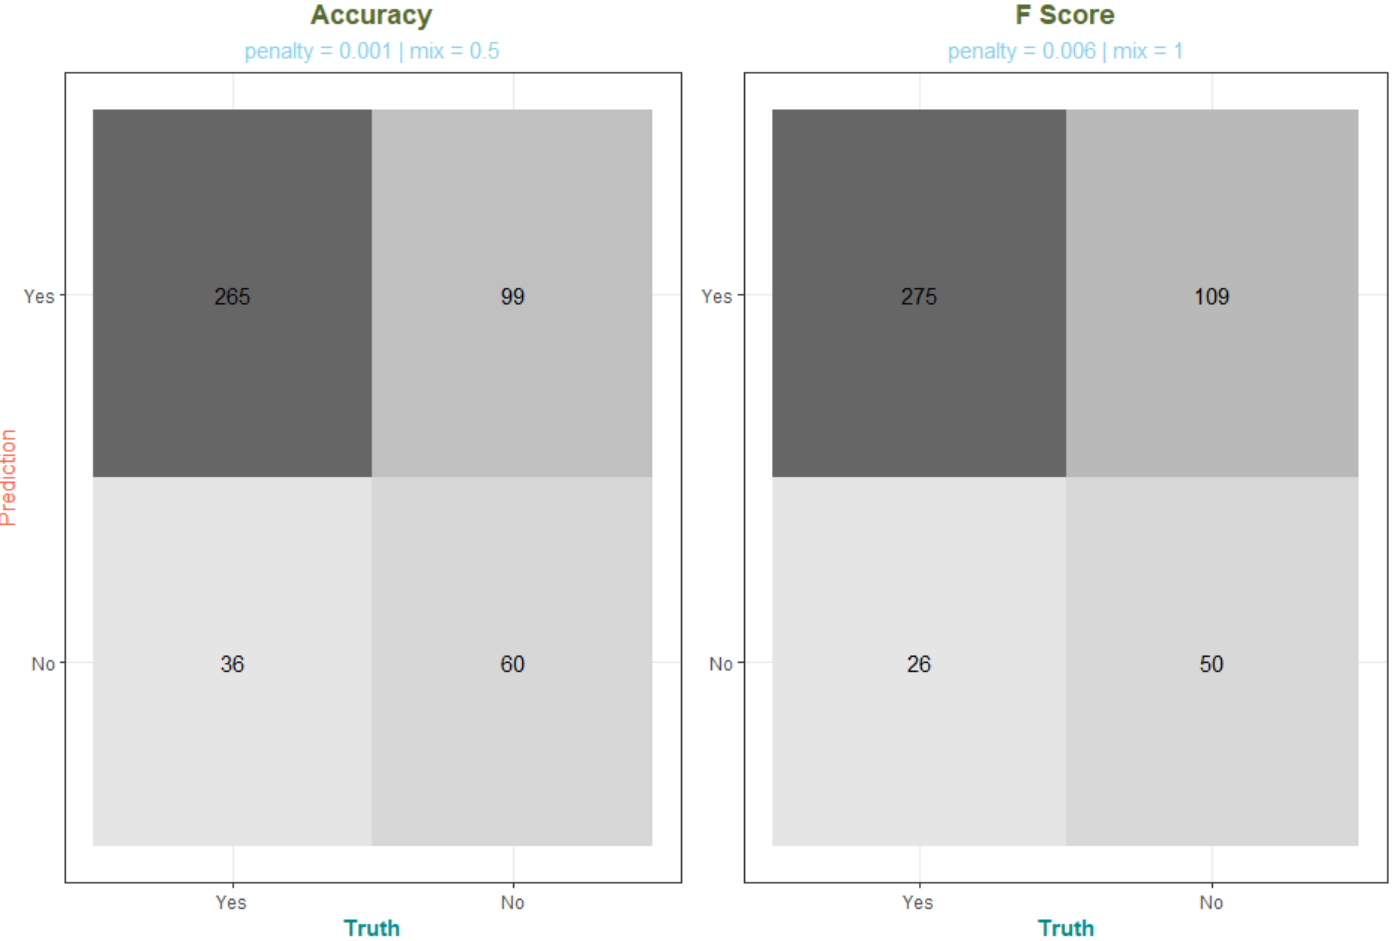 Accuracy
penalty = 0.001 | mix = 0.5
Prediction
Yes
265
99
No
36
60
Yes
No
Truth
F Score
penalty = 0.006 | mix = 1
Yes
275
109
No
26
50
Yes
No
Truth